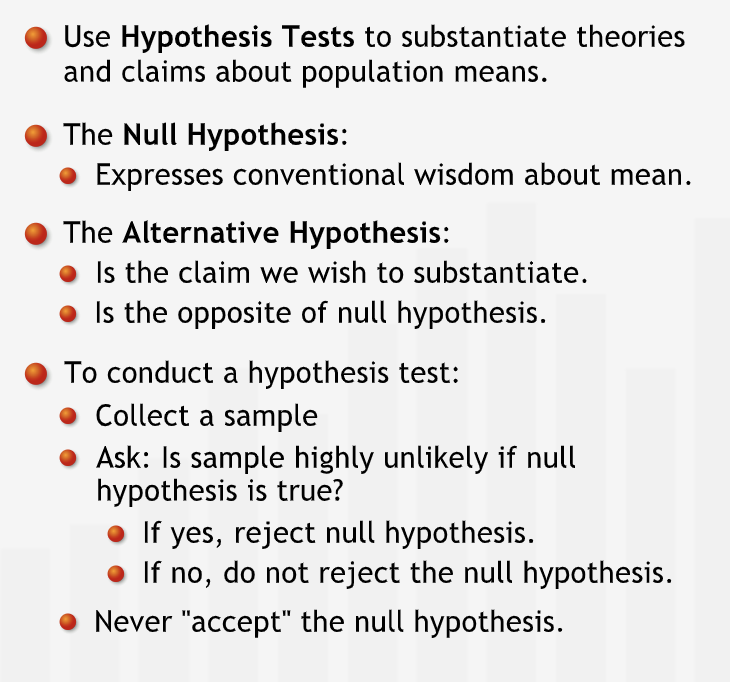 Use Hypothesis Tests to substantiate theories
and claims about population means.
The Null Hypothesis:
Expresses conventional wisdom about mean.
The Alternative Hypothesis:
Is the claim we wish to substantiate.
Is the opposite of null hypothesis.
To conduct a hypothesis test:
Collect a sample
Ask: Is sample highly unlikely if null
hypothesis is true?
If yes, reject null hypothesis.
If no, do not reject the null hypothesis.
Never "accept" the null hypothesis.